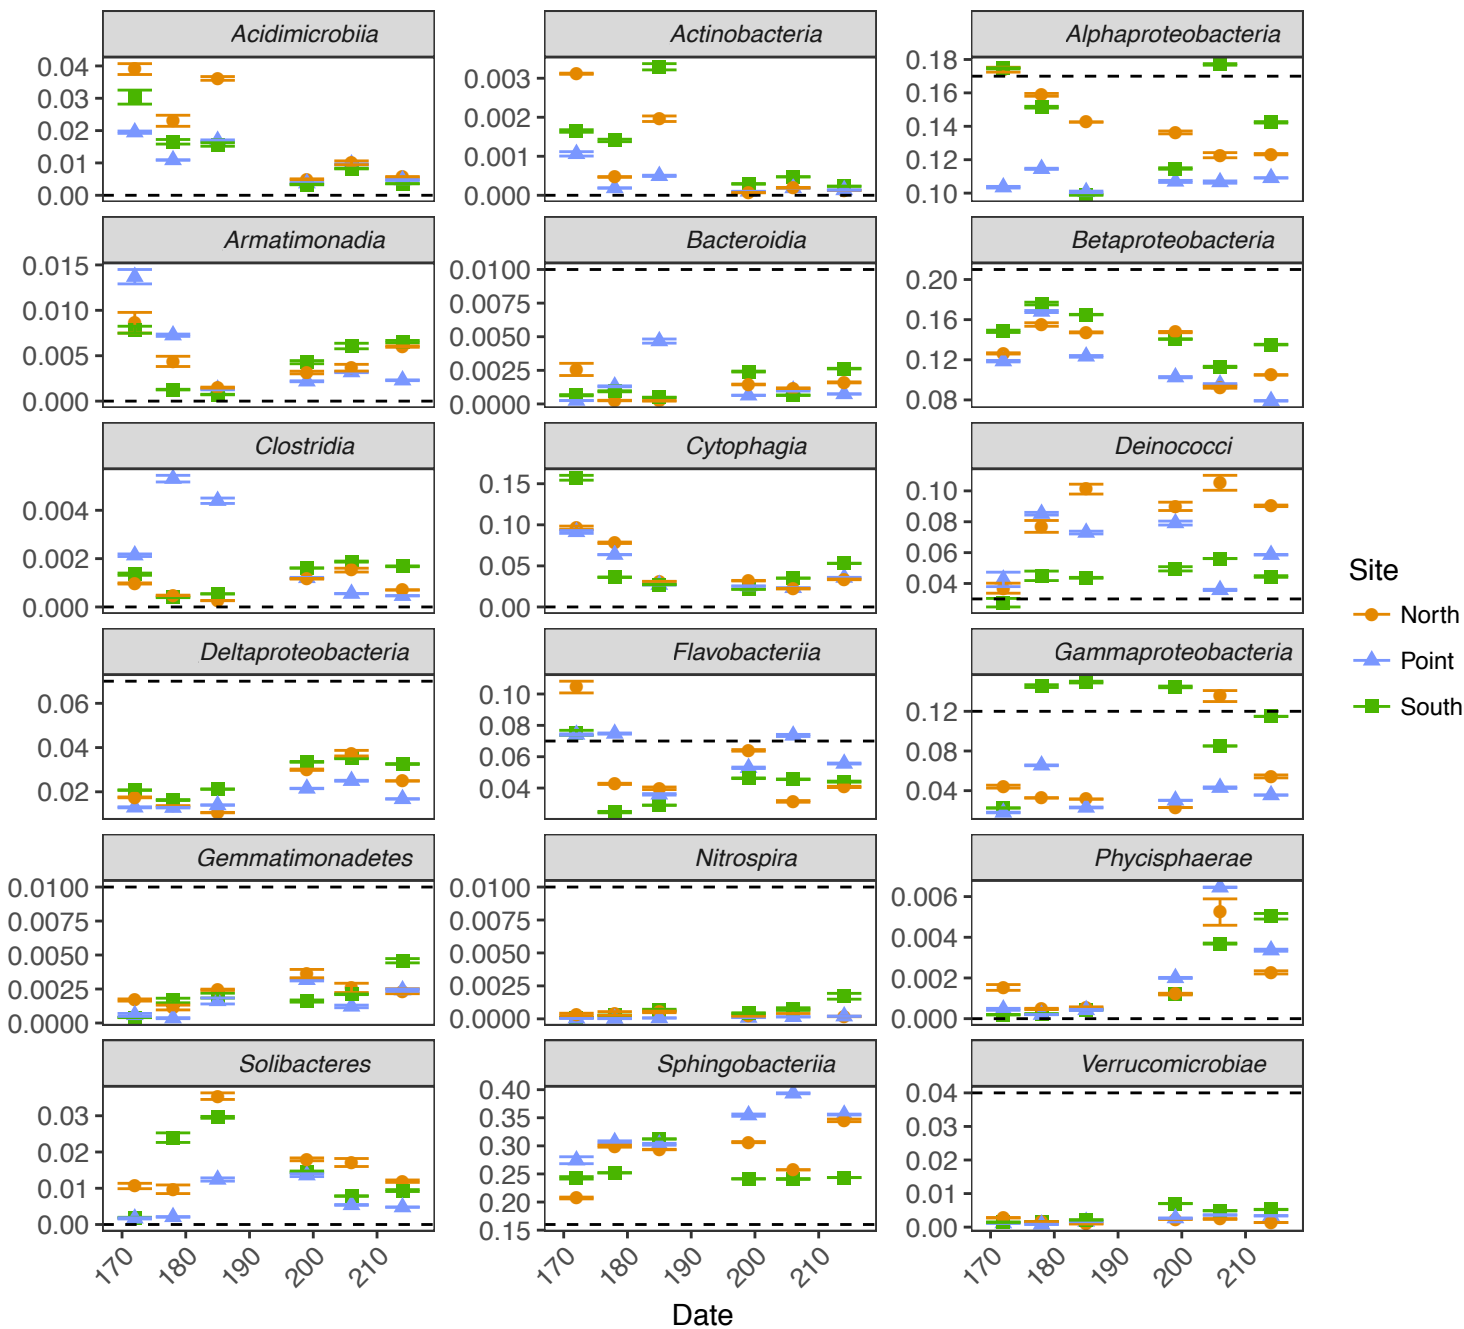 Acidimicrobiia Actinobacteria Alphaproteobacteria
0.04 0.03 0.02 0.01 0.00
0.003 0.002 0.001 0.000
0.18 0.16 0.14 0.12 0.10
Armatimonadia Bacteroidia Betaproteobacteria
0.015 0.010 0.005 0.000
0.0100 0.0075 0.0050 0.0025 0.0000
0.20 0.16 0.12 0.08
Clostridia Cytophagia Deinococci
0.004 0.002 0.000
0.15 0.10 0.05 0.00
0.10 0.08 0.06 0.04
Deltaproteobacteria Flavobacteriia Gammaproteobacteria
0.06 0.04 0.02
0.10 0.08 0.06 0.04
0.12 0.08 0.04
Gemmatimonadetes Nitrospira Phycisphaerae
0.0100 0.0075 0.0050 0.0025 0.0000
0.0100 0.0075 0.0050 0.0025 0.0000
0.006 0.004 0.002 0.000
Solibacteres Sphingobacteriia Verrucomicrobiae
0.03 0.02 0.01 0.00
0.40 0.35 0.30 0.25 0.20 0.15
0.04 0.03 0.02 0.01 0.00
170 180 190 200 210 170 180 190 200 210 170 180 190 200 210
Date
Site
North
Point
South